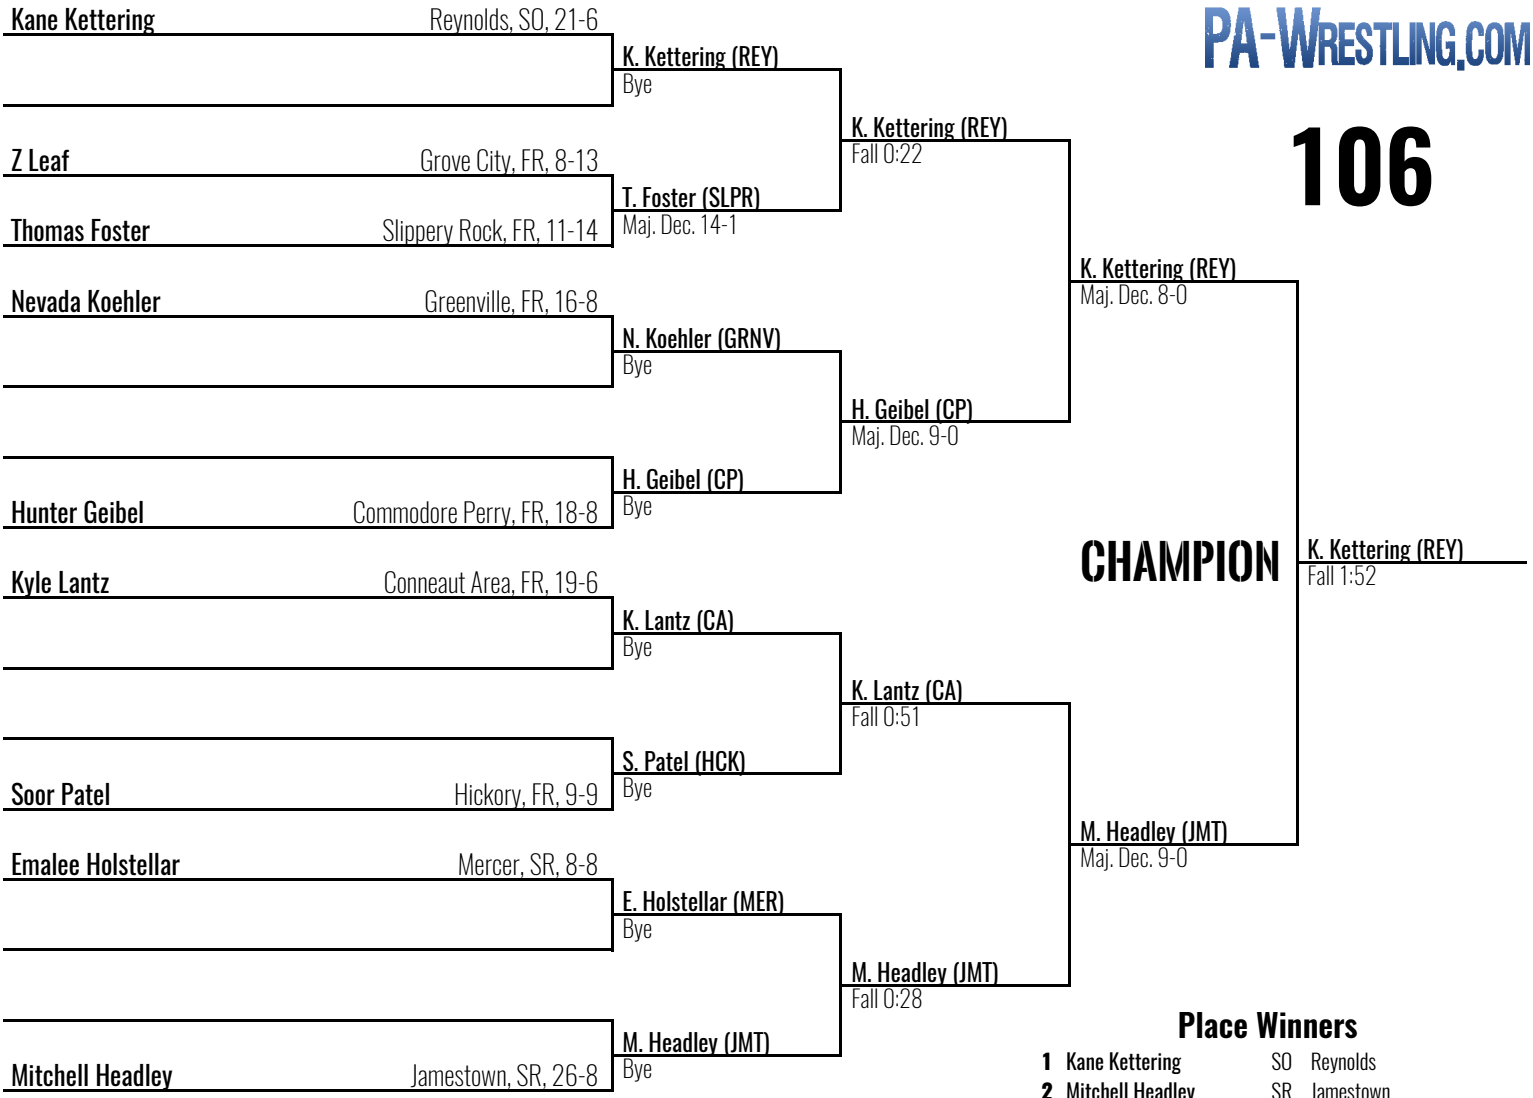 Kane Kettering Reynolds, SO, 21-6
PA-WRESTLING.COM
K. Kettering (REY)
Bye
106
K. Kettering (REY)
Fall 0:22
Z Leaf Grove City, FR, 8-13
T. Foster (SLPR)
Maj. Dec. 14-1
Thomas Foster Slippery Rock, FR, 11-14
K. Kettering (REY)
Maj. Dec. 8-0
Nevada Koehler Greenville, FR, 16-8
N. Koehler (GRNV)
Bye
H. Geibel (CP)
Maj. Dec. 9-0
H. Geibel (CP)
Bye
Hunter Geibel Commodore Perry, FR, 18-8
CHAMPION
K. Kettering (REY)
Fall 1:52
Kyle Lantz Conneaut Area, FR, 19-6
K. Lantz (CA)
Bye
K. Lantz (CA)
Fall 0:51
S. Patel (HCK)
Bye
Soor Patel Hickory, FR, 9-9
M. Headley (JMT)
Maj. Dec. 9-0
Emalee Holstellar Mercer, SR, 8-8
E. Holstellar (MER)
Bye
M. Headley (JMT)
Fall 0:28
M. Headley (JMT)
Bye
Mitchell Headley Jamestown, SR, 26-8
Place Winners
1 Kane Kettering SO Reynolds
2 Mitchell Headley SR Jamestown